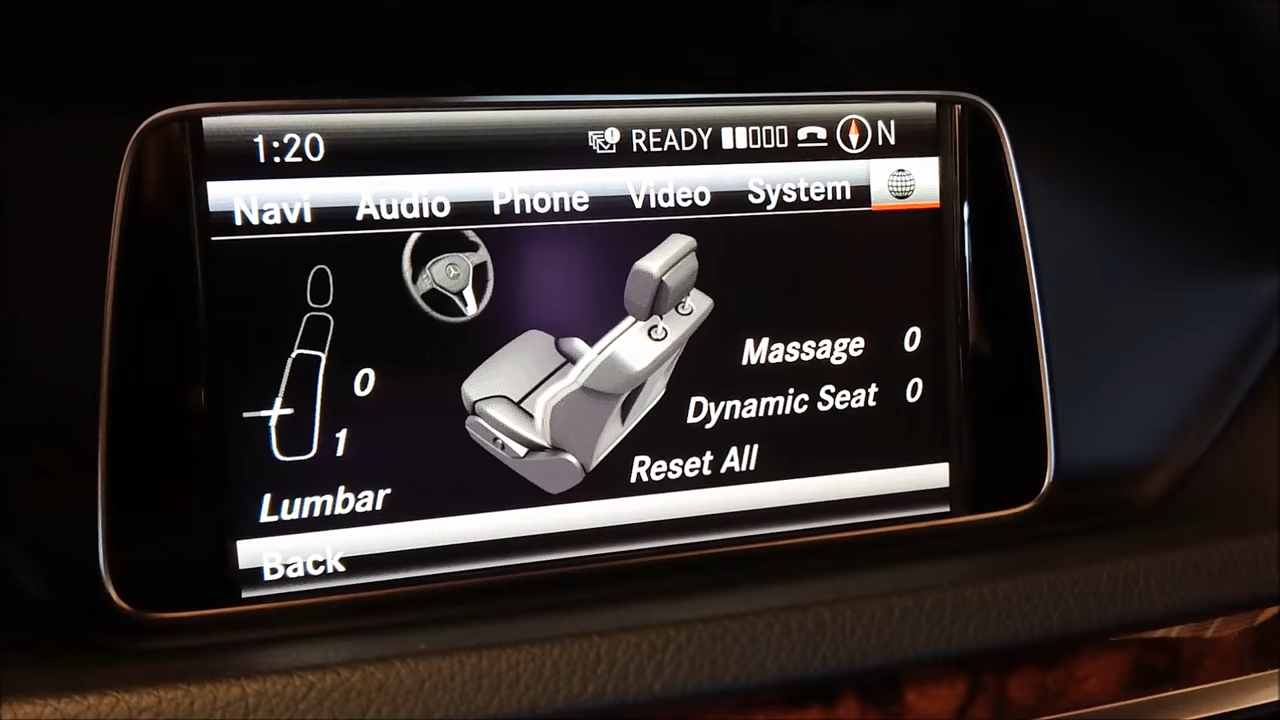 1:20 READY N
Navi Audio Phone Video System
0
1
Lumbar
Massage 0
Dynamic Seat 0
Reset All
Back